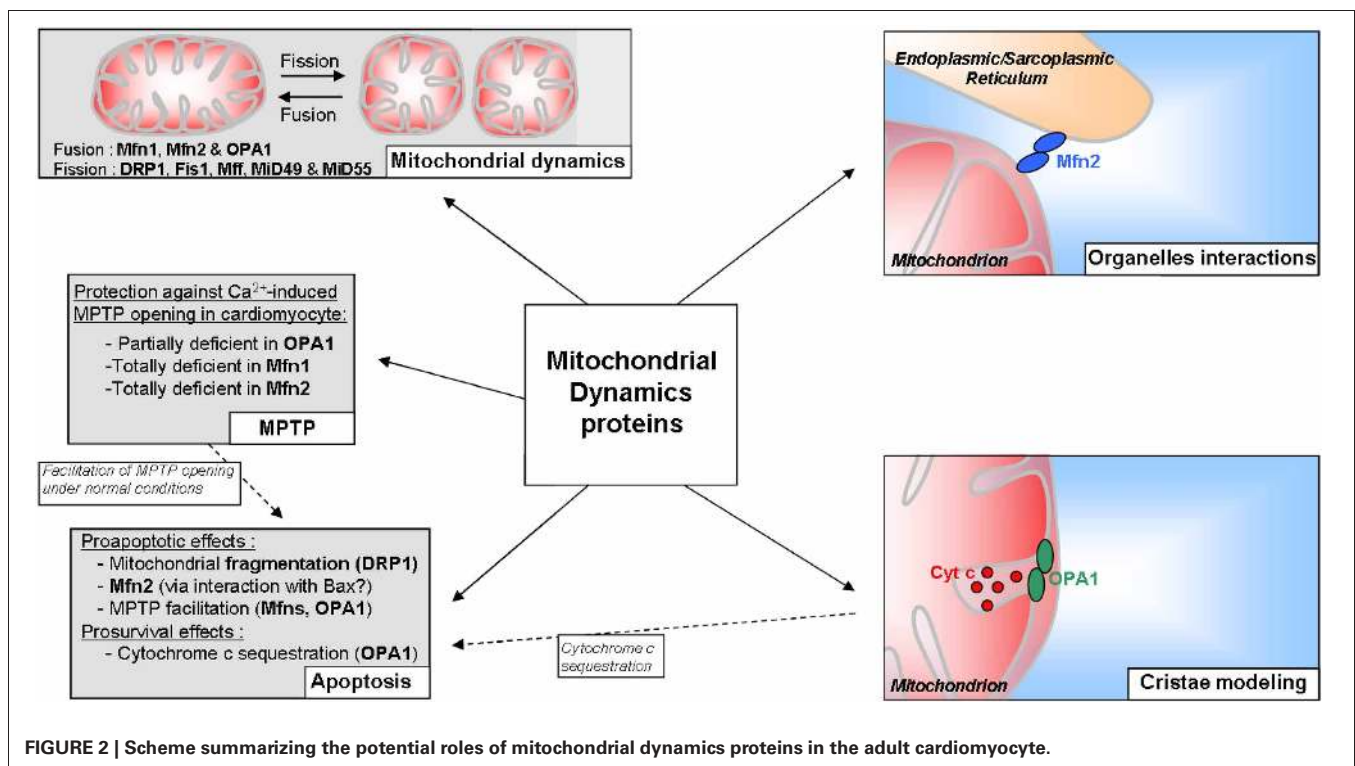 Fission
Fusion
Fusion : Mfn1, Mfn2 & OPA1
Fission : DRP1, Fis1, Mff, MiD49 & MiD55
Mitochondrial dynamics
Endoplasmic/Sarcoplasmic
Reticulum
Mfn2
Mitochondrion
Organelles interactions
Protection against Ca²⁺-induced
MPTP opening in cardiomyocyte:
- Partially deficient in OPA1
-Totally deficient in Mfn1
-Totally deficient in Mfn2
MPTP
Mitochondrial
Dynamics
proteins
Facilitation of MPTP opening
under normal conditions
Proapoptotic effects :
- Mitochondrial fragmentation (DRP1)
- Mfn2 (via interaction with Bax?)
- MPTP facilitation (Mfns, OPA1)
Prosurvival effects :
- Cytochrome c sequestration (OPA1)
Apoptosis
Cytochrome c
sequestration
Cyt c
OPA1
Mitochondrion
Cristae modeling
FIGURE 2 | Scheme summarizing the potential roles of mitochondrial dynamics proteins in the adult cardiomyocyte.